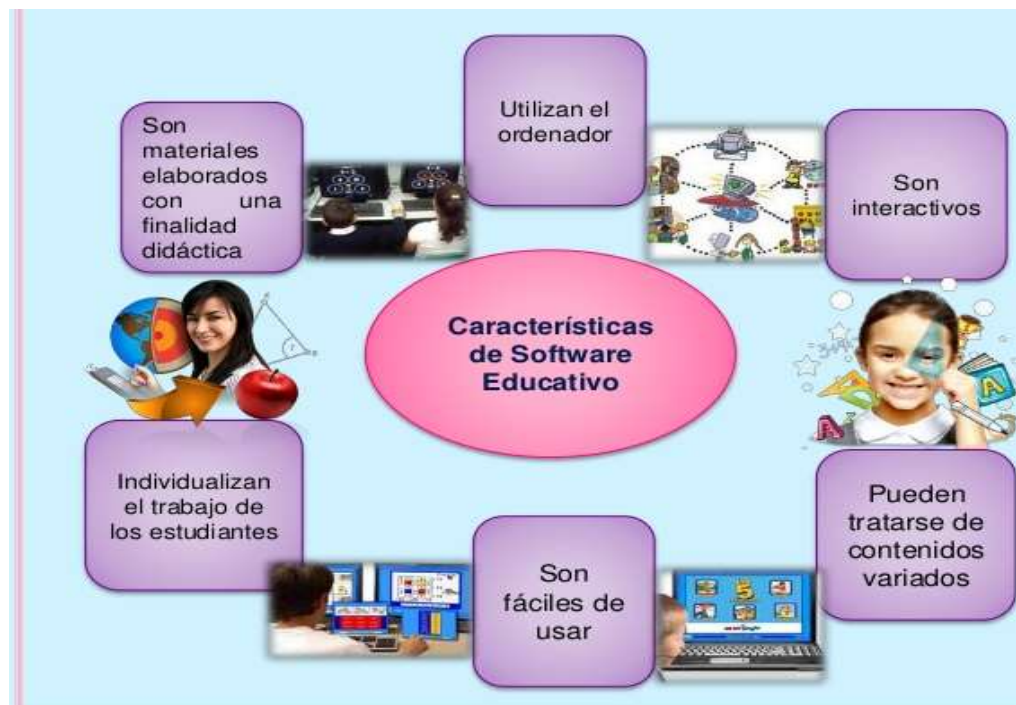 Son
materiales
elaborados
con una
finalidad
didáctica
Utilizan el
ordenador
Son
interactivos
Características
de Software
Educativo
Individualizan
el trabajo de
los estudiantes
Son
fáciles de
usar
Pueden
tratarse de
contenidos
variados
A
A
5